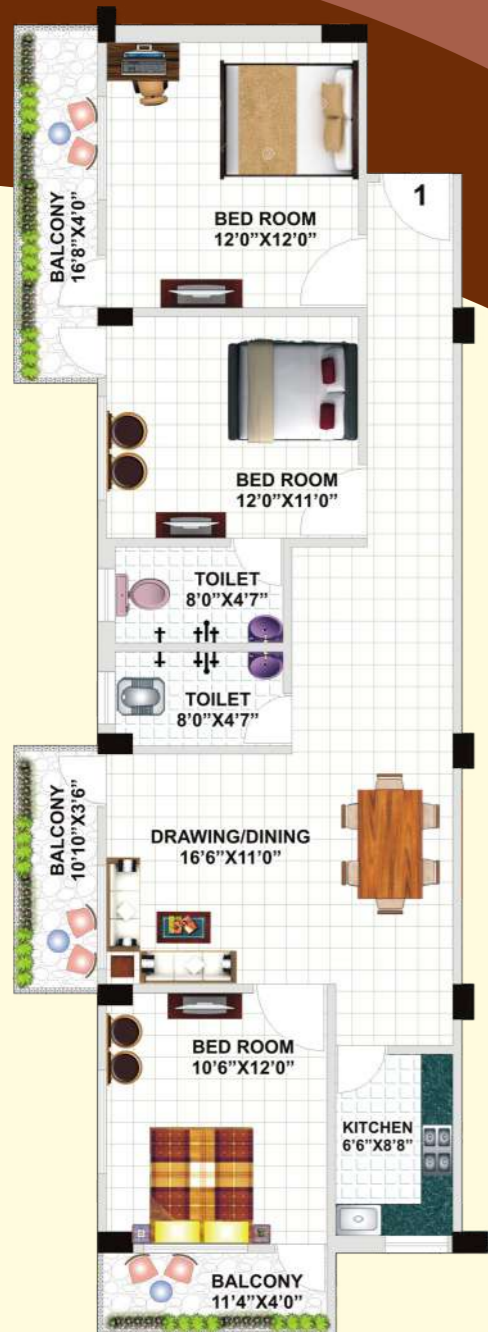 1
BED ROOM
12'0”X12'0”
BALCONY
16'8”X4'0”
BED ROOM
12'0”X11'0”
TOILET
8'0”X4'7”
TOILET
8'0”X4'7”
BALCONY
10'10”X3'6”
DRAWING/DINING
16'6”X11'0”
BED ROOM
10'6”X12'0”
KITCHEN
6'6”X8'8”
BALCONY
11'4”X4'0”